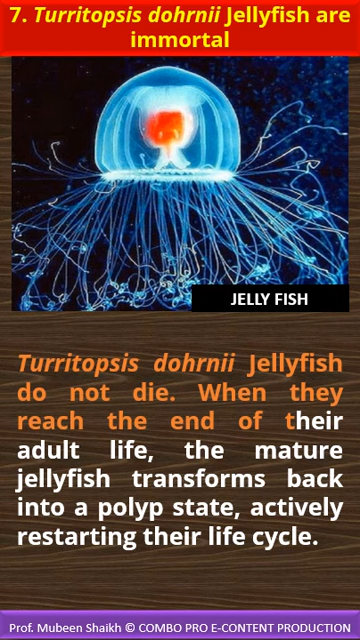 7. Turritopsis dohrnii Jellyfish are
immortal
JELLY FISH
Turritopsis dohrnii Jellyfish
do not die. When they
reach the end of their
adult life, the mature
jellyfish transforms back
into a polyp state, actively
restarting their life cycle.
Prof. Mubeen Shaikh © COMBO PRO E-CONTENT PRODUCTION